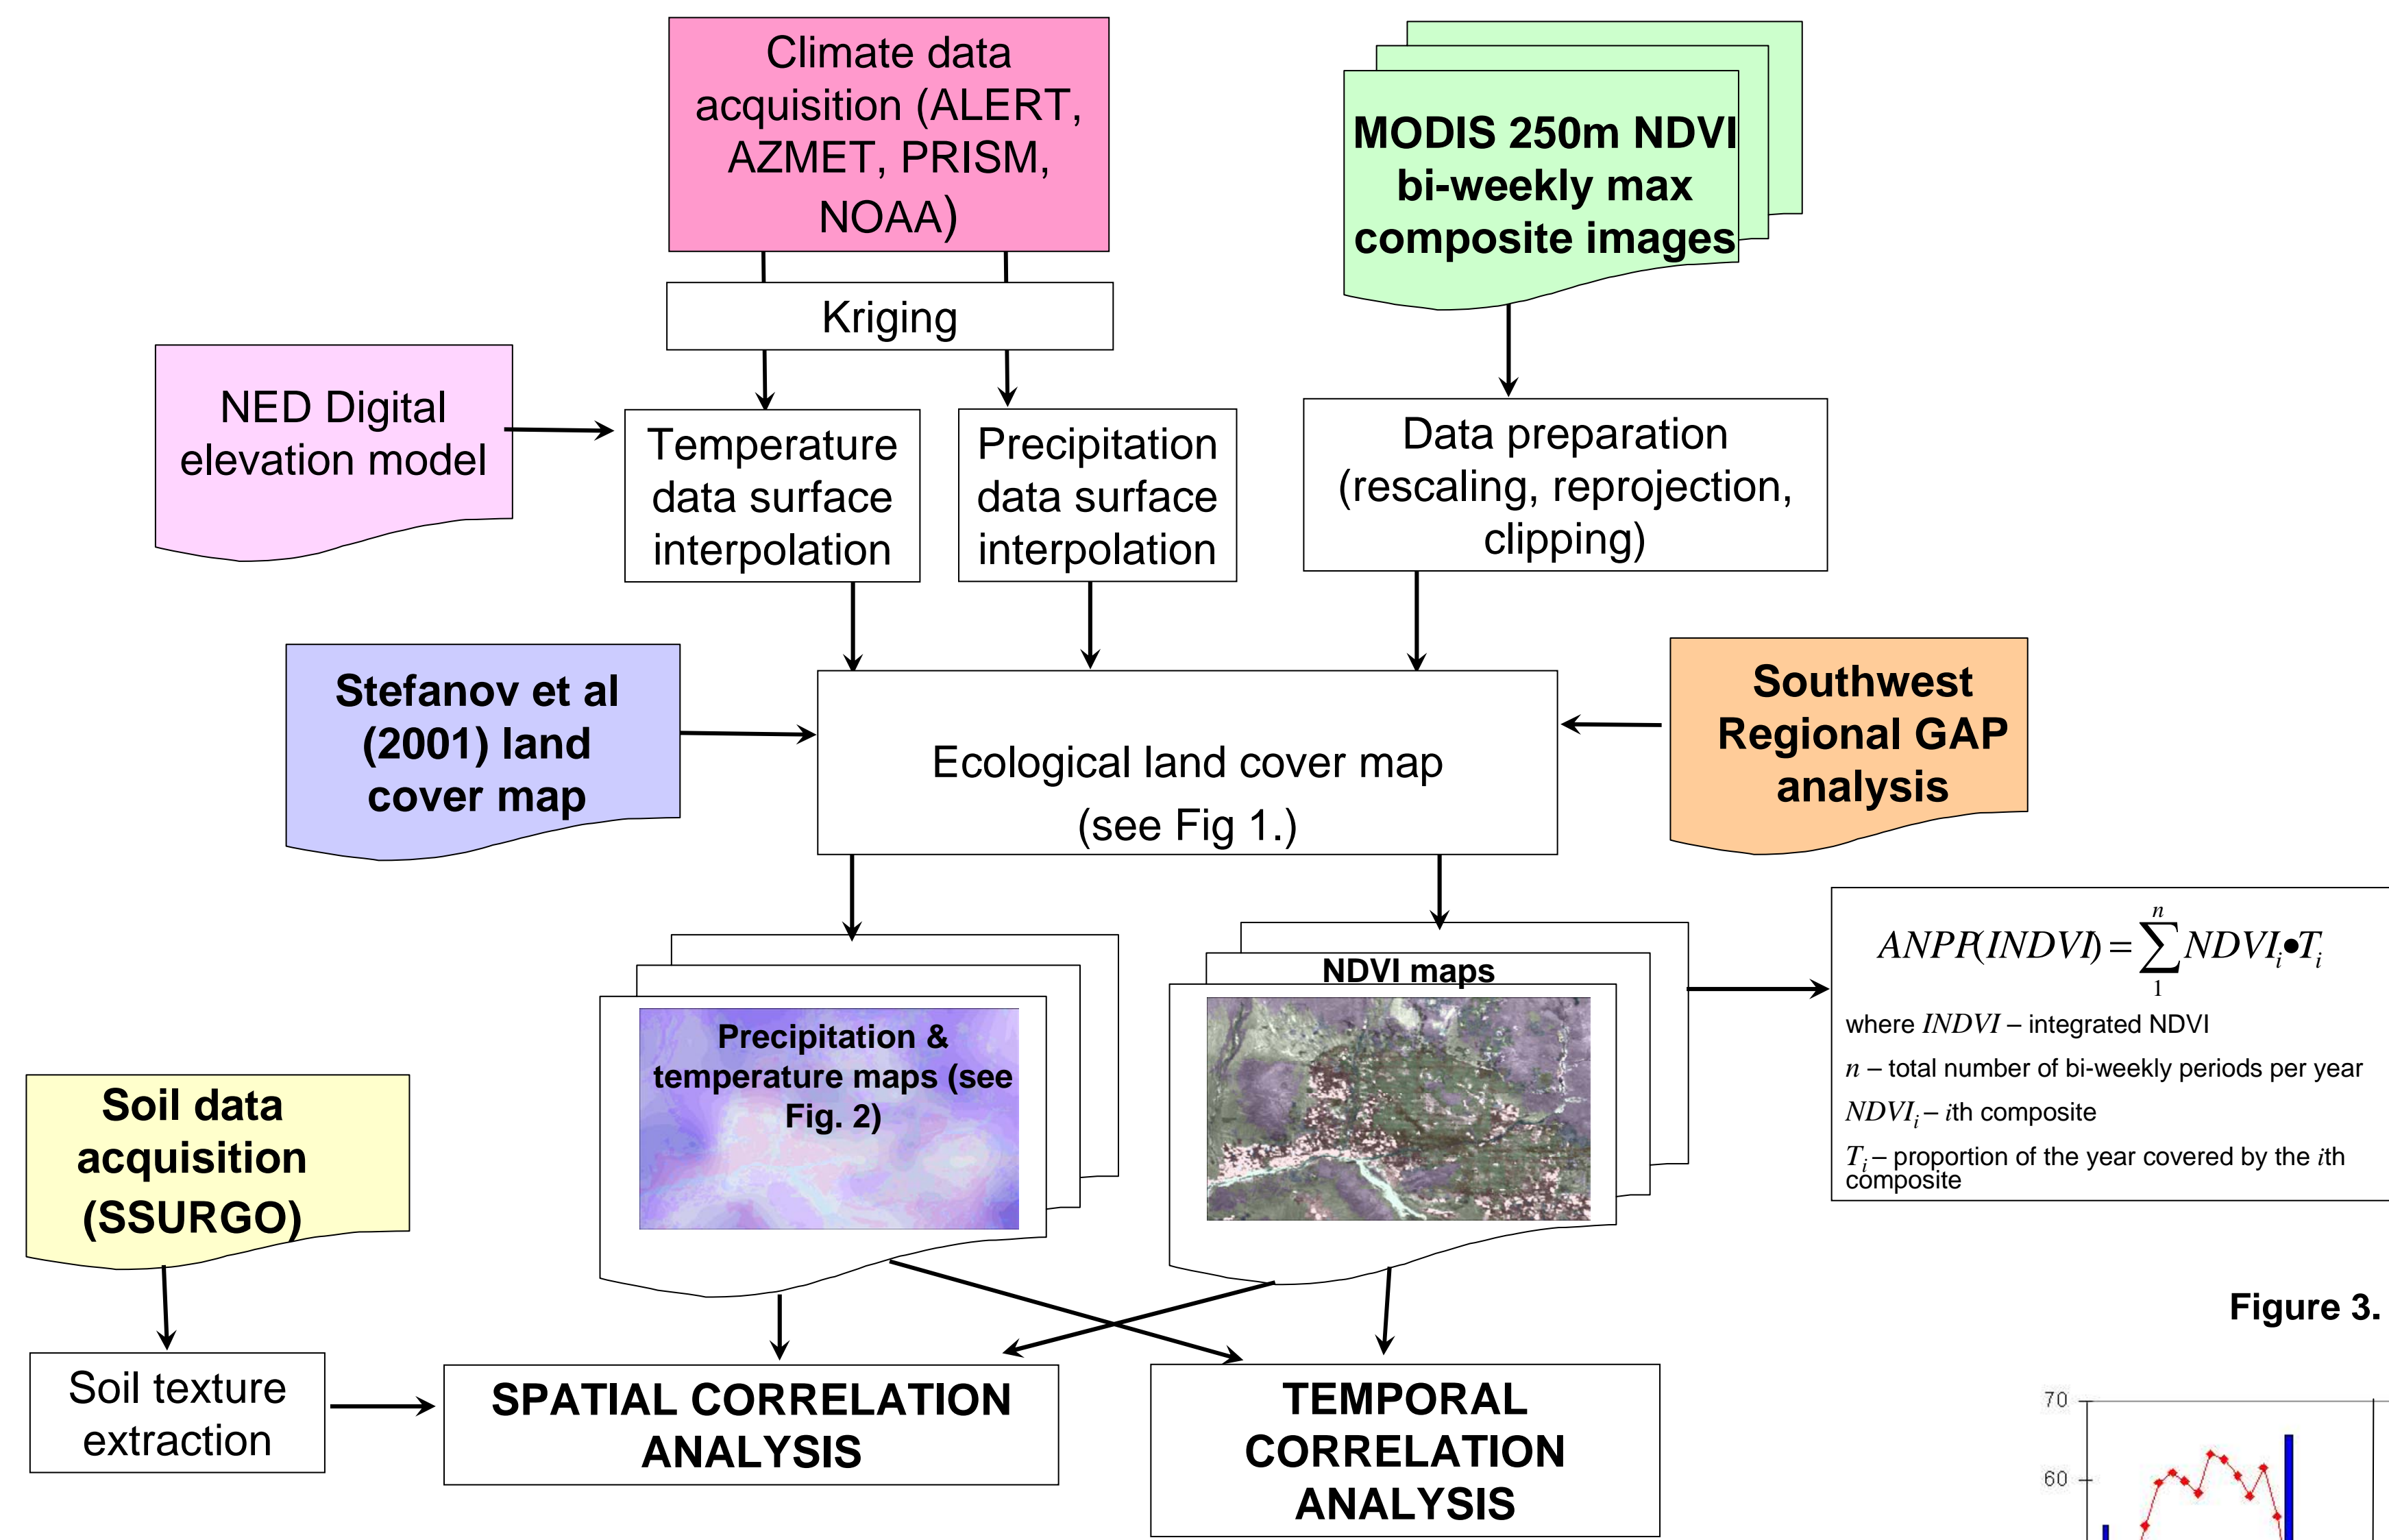 Climate data
acquisition (ALERT,
AZMET, PRISM,
NOAA)
MODIS 250m NDVI
bi-weekly max
composite images
Kriging
NED Digital
elevation model
Temperature
data surface
interpolation
Precipitation
data surface
interpolation
Data preparation
(rescaling, reprojection,
clipping)
Stefanov et al
(2001) land
cover map
Ecological land cover map
(see Fig 1.)
Southwest
Regional GAP
analysis
Precipitation &
temperature maps (see
Fig. 2)
NDVI maps
n
ANPP(INDVI) = ∑ NDVIᵢ•Tᵢ
1
where INDVI – integrated NDVI
n – total number of bi-weekly periods per year
NDVIᵢ – ith composite
Tᵢ – proportion of the year covered by the ith
composite
Soil data
acquisition
(SSURGO)
Figure 3.
Soil texture
extraction
SPATIAL CORRELATION
ANALYSIS
TEMPORAL
CORRELATION
ANALYSIS
70
60